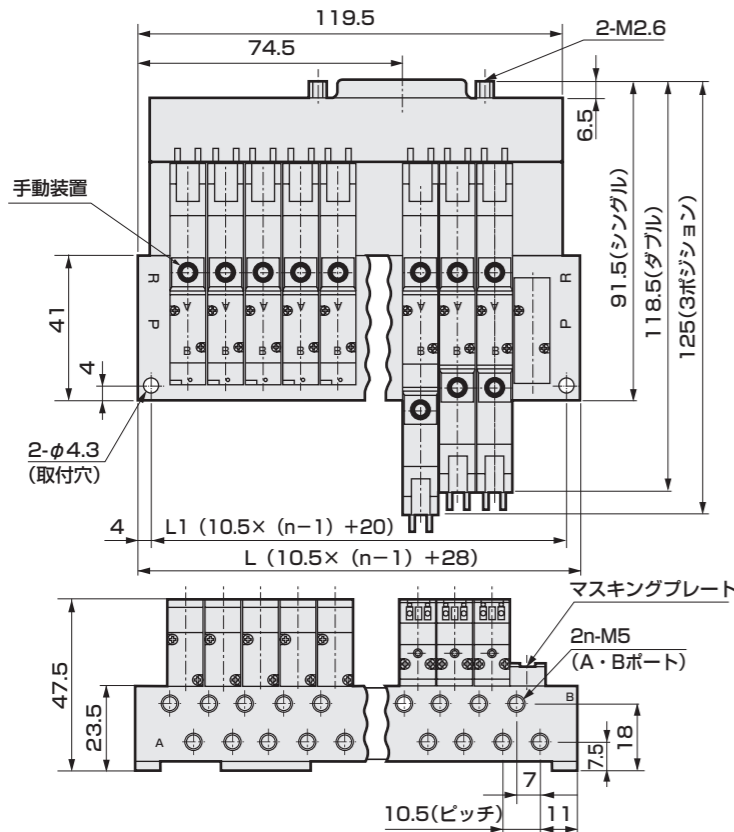 119.5
74.5
2-M2.6
6.5
手動装置
91.5(シングル)
118.5(ダブル)
125(3ポジション)
R R
A A A A A A A A
P P
B B B B B B B B
41
4
2-φ4.3
(取付穴)
4
L1 (10.5× (n−1) +20)
L (10.5× (n−1) +28)
マスキングプレート
2n-M5
(A・Bポート)
47.5
23.5
B
A
18
7.5
7
10.5(ピッチ)
11